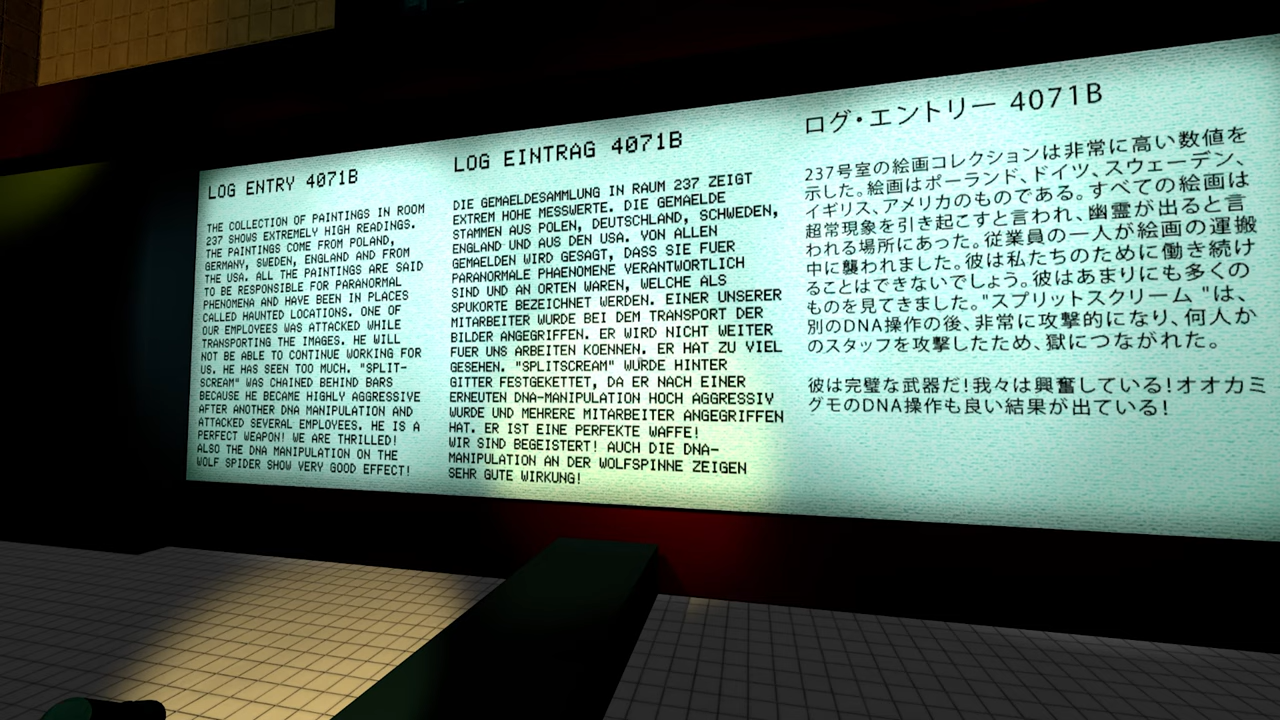 LOG ENTRY 4071B
THE COLLECTION OF PAINTINGS IN ROOM
237 SHOWS EXTREMELY HIGH READINGS.
THE PAINTINGS COME FROM POLAND,
GERMANY, SWEDEN, ENGLAND AND FROM
THE USA. ALL THE PAINTINGS ARE SAID
TO BE RESPONSIBLE FOR PARANORMAL
PHENOMENA AND HAVE BEEN IN PLACES
CALLED HAUNTED LOCATIONS. ONE OF
OUR EMPLOYEES WAS ATTACKED WHILE
TRANSPORTING THE IMAGES. HE WILL
NOT BE ABLE TO CONTINUE WORKING FOR
US. HE HAS SEEN TOO MUCH. "SPLIT-
SCREAM" WAS CHAINED BEHIND BARS
BECAUSE HE BECAME HIGHLY AGGRESSIVE
AFTER ANOTHER DNA MANIPULATION AND
ATTACKED SEVERAL EMPLOYEES. HE IS A
PERFECT WEAPON! WE ARE THRILLED!
ALSO THE DNA MANIPULATION ON THE
WOLF SPIDER SHOW VERY GOOD EFFECT!
LOG EINTRAG 4071B
DIE GEMAELDESAMMLUNG IN RAUM 237 ZEIGT
EXTREM HOHE MESSWERTE. DIE GEMAELDE
STAMMEN AUS POLEN, DEUTSCHLAND, SCHWEDEN,
ENGLAND UND AUS DEN USA. VON ALLEN
GEMAELDEN WIRD GESAGT, DASS SIE FUER
PARANORMALE PHAENOMENE VERANTWORTLICH
SIND UND AN ORTEN WAREN, WELCHE ALS
SPUKORTE BEZEICHNET WERDEN. EINER UNSERER
MITARBEITER WURDE BEI DEM TRANSPORT DER
BILDER ANGEGRIFFEN. ER WIRD NICHT WEITER
FUER UNS ARBEITEN KOENNEN. ER HAT ZU VIEL
GESEHEN. "SPLITSCREAM" WURDE HINTER
GITTER FESTGEKETTET, DA ER NACH EINER
ERNEUTEN DNA-MANIPULATION HOCH AGGRESSIV
WURDE UND MEHRERE MITARBEITER ANGEGRIFFEN
HAT. ER IST EINE PERFEKTE WAFFE!
WIR SIND BEGEISTERT! AUCH DIE DNA-
MANIPULATION AN DER WOLFSPINNE ZEIGEN
SEHR GUTE WIRKUNG!
ログ・エントリー 4071B
237号室の絵画コレクションは非常に高い数値を
示した。絵画はポーランド、ドイツ、スウェーデン、
イギリス、アメリカのものである。すべての絵画は
超常現象を引き起こすと言われ、幽霊が出ると言
われる場所にあった。従業員の一人が絵画の運搬
中に襲われました。彼は私たちのために働き続け
ることはできないでしょう。彼はあまりにも多くの
ものを見てきました。"スプリットスクリーム "は、
別のDNA操作の後、非常に攻撃的になり、何人か
のスタッフを攻撃したため、獄につながれた。
彼は完璧な武器だ!我々は興奮している!オオカミ
グモのDNA操作も良い結果が出ている!